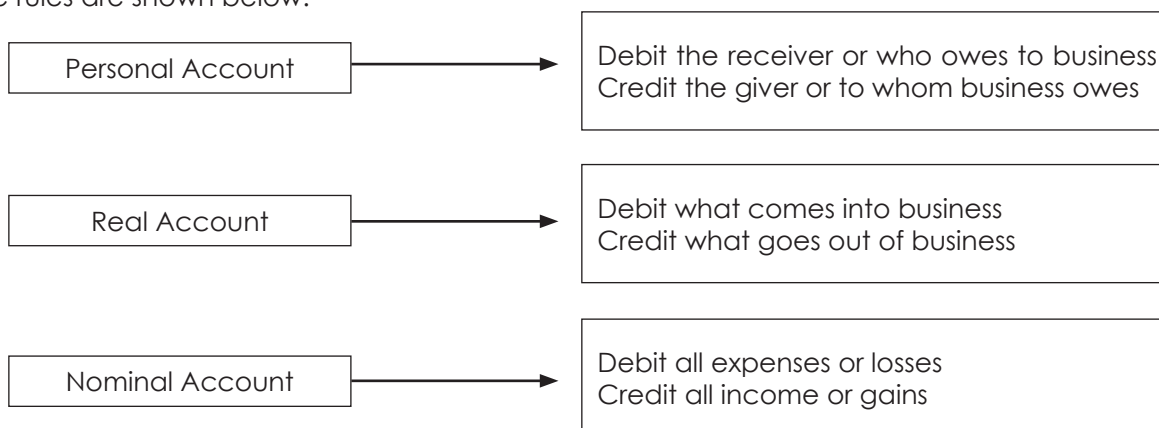 rules are shown below:
Personal Account
Debit the receiver or who owes to business
Credit the giver or to whom business owes
Real Account
Debit what comes into business
Credit what goes out of business
Nominal Account
Debit all expenses or losses
Credit all income or gains